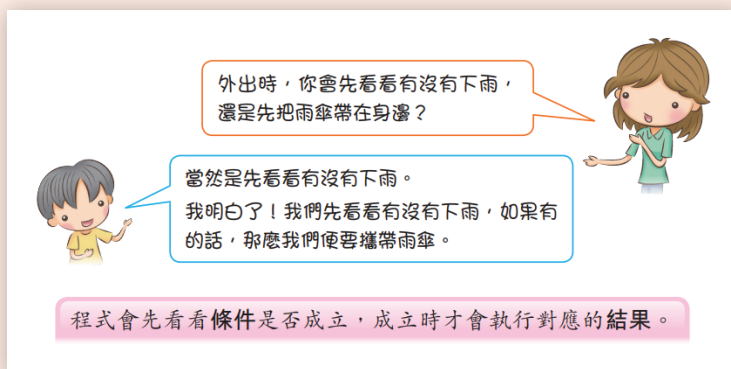 外出時，你會先看看有沒有下雨，
還是先把雨傘帶在身邊？
當然是先看看有沒有下雨。
我明白了！我們先看看有沒有下雨，如果有
的話，那麼我們便要攜帶雨傘。
程式會先看看條件是否成立，成立時才會執行對應的結果。